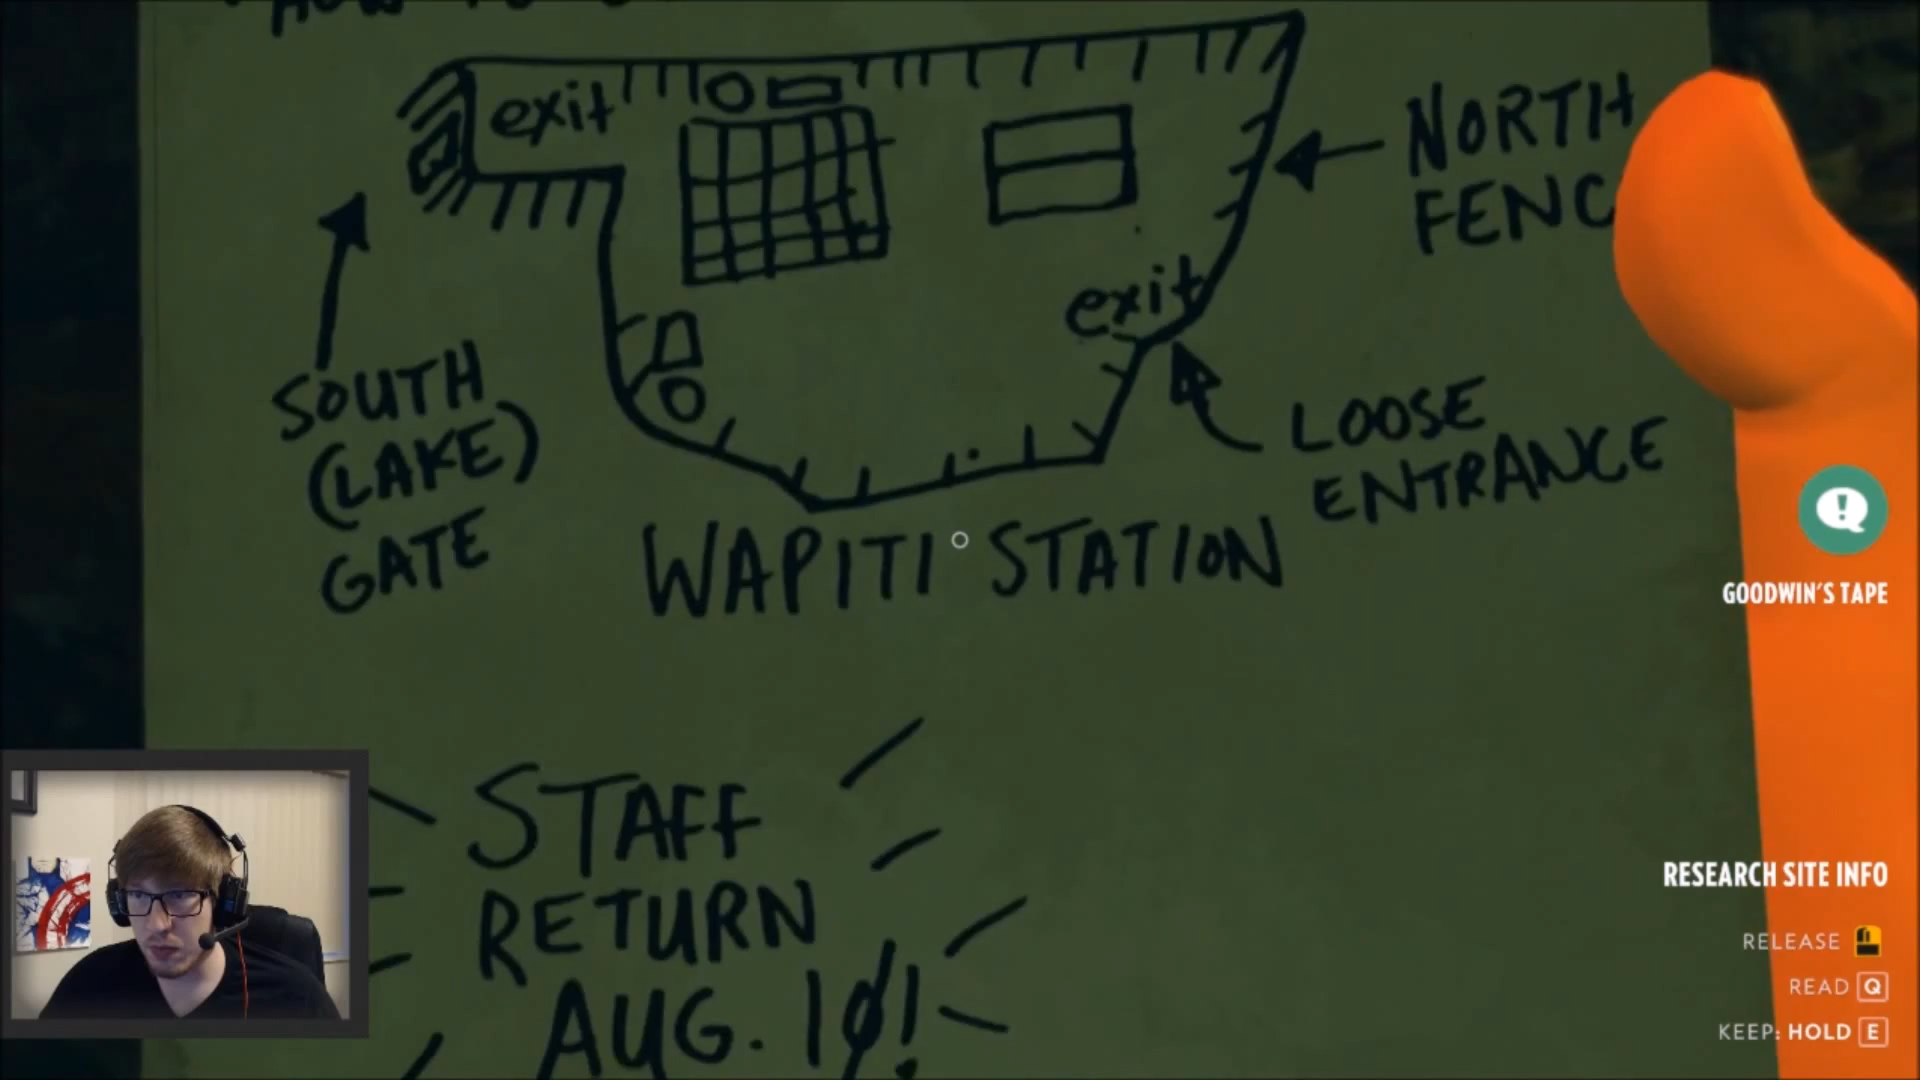 exit
NORTH
FENC
exit
SOUTH
(LAKE)
GATE
LOOSE
ENTRANCE
WAPITI STATION
GOODWIN'S TAPE
STAFF
RETURN
AUG. 10!
RESEARCH SITE INFO
RELEASE
READ Q
KEEP: HOLD E